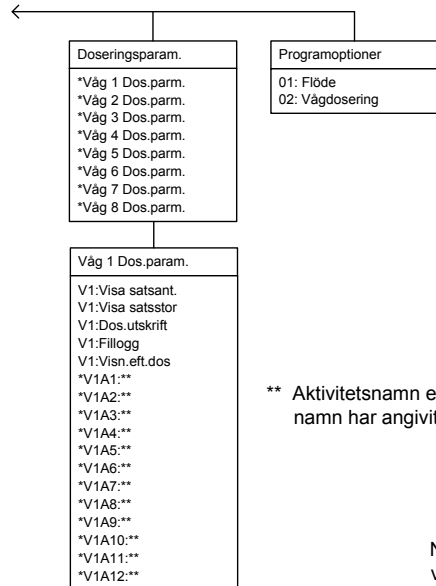 Doseringsparam.
*Våg 1 Dos.parm.
*Våg 2 Dos.parm.
*Våg 3 Dos.parm.
*Våg 4 Dos.parm.
*Våg 5 Dos.parm.
*Våg 6 Dos.parm.
*Våg 7 Dos.parm.
*Våg 8 Dos.parm.
Programoptioner
01: Flöde
02: Vågdosering
Våg 1 Dos.param.
V1:Visa satsant.
V1:Visa satsstor
V1:Dos.utskrift
V1:Fillogg
V1:Visn.eft.dos
*V1A1:**
*V1A2:**
*V1A3:**
*V1A4:**
*V1A5:**
*V1A6:**
*V1A7:**
*V1A8:**
*V1A9:**
*V1A10:**
*V1A11:**
*V1A12:**
** Aktivitetsnamn e
namn har angivit